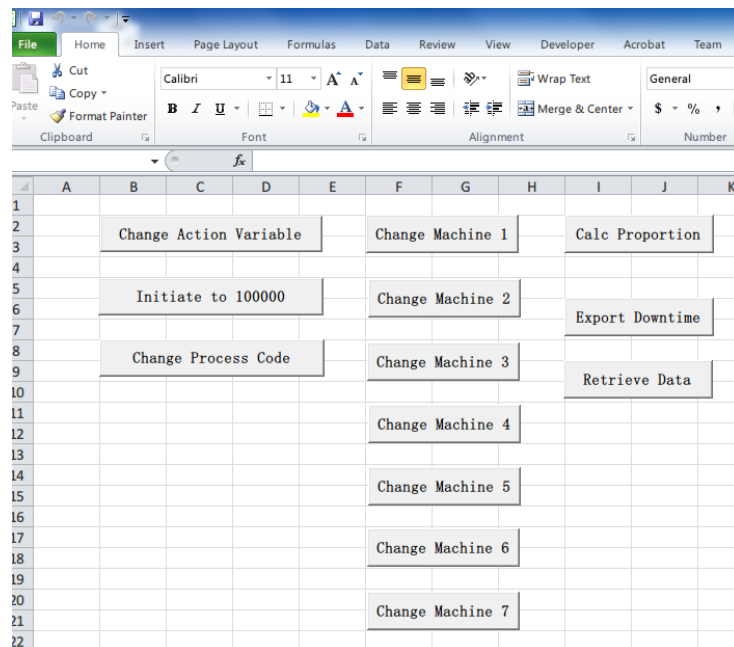 File Home Insert Page Layout Formulas Data Review View Developer Acrobat Team
Cut Calibri 11 A A Wrap Text General
Copy
Paste Format Painter B I U A Merge & Center $ % ,
Clipboard Font Alignment Number
fx
A B C D E F G H I J K
1
2
Change Action Variable Change Machine 1 Calc Proportion
3
4
5
Initiate to 100000 Change Machine 2
6
Export Downtime
7
8
Change Process Code Change Machine 3
9
Retrieve Data
10
11
Change Machine 4
12
13
14
Change Machine 5
15
16
17
Change Machine 6
18
19
20
Change Machine 7
21
22